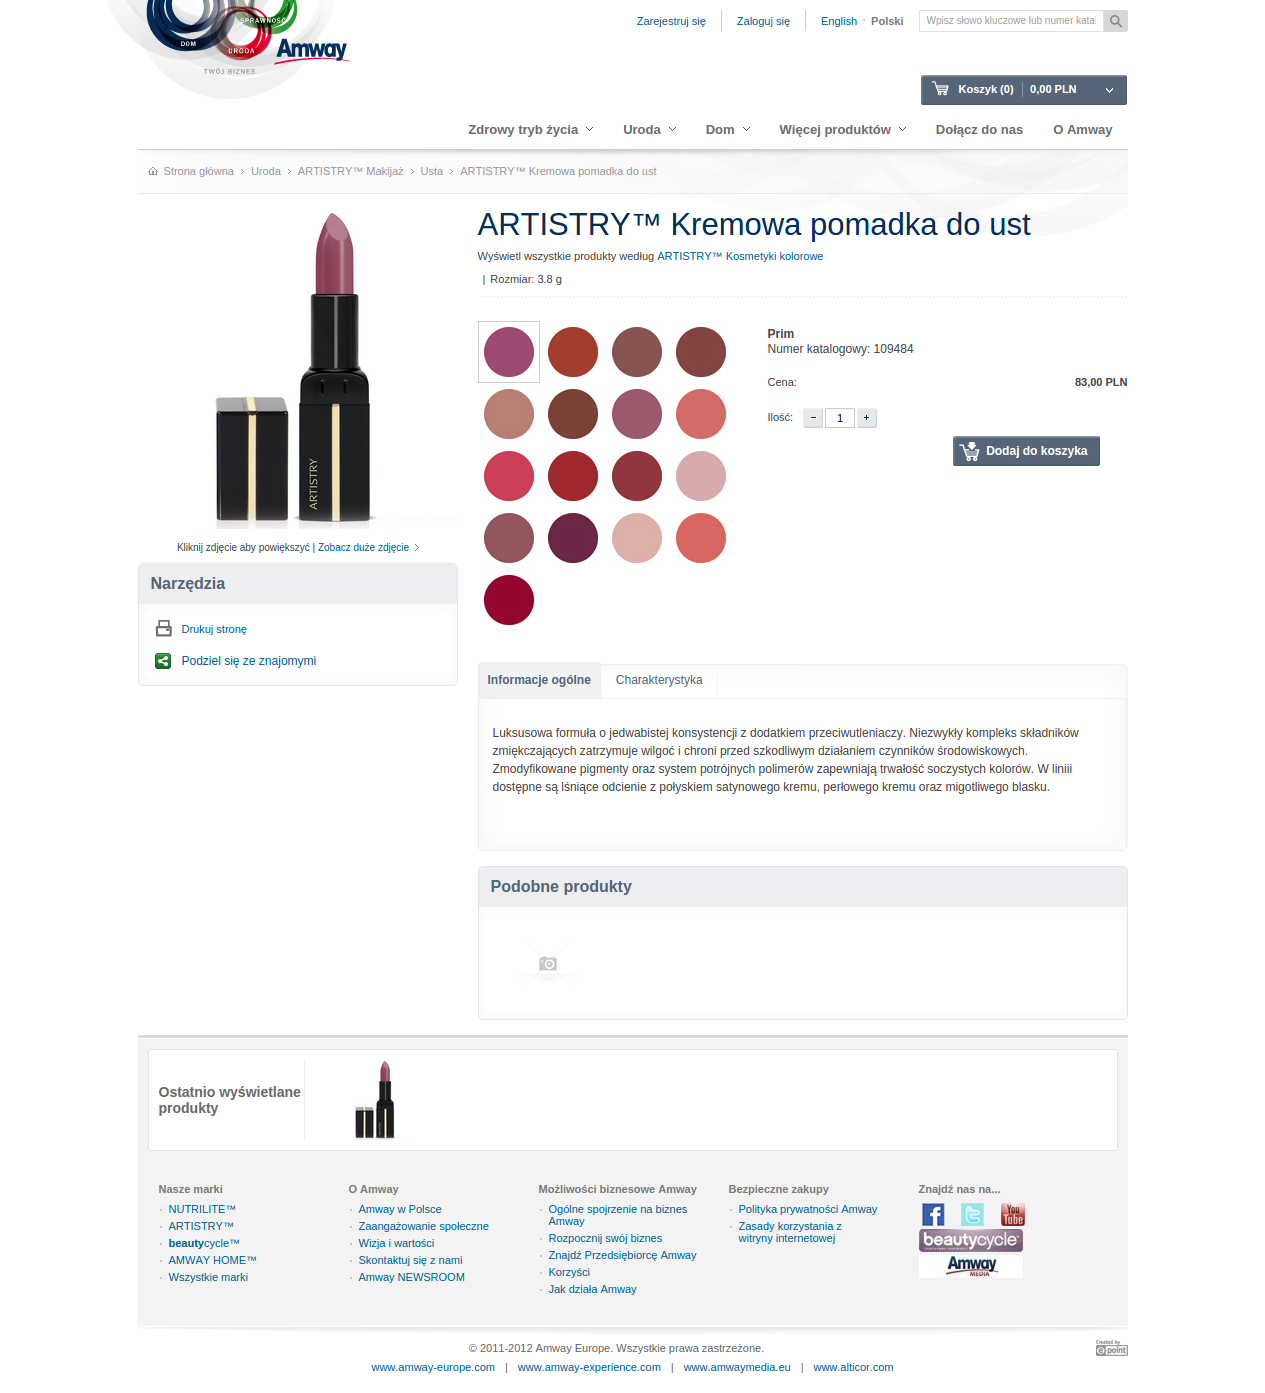 SPRAWNOŚĆ
DOM
URODA
Amway
TWÓJ BIZNES
Zarejestruj się
Zaloguj się
English · Polski
Wpisz słowo kluczowe lub numer katal
Koszyk (0) 0,00 PLN
Zdrowy tryb życia
Uroda
Dom
Więcej produktów
Dołącz do nas
O Amway
Strona główna > Uroda > ARTISTRY™ Makijaż > Usta > ARTISTRY™ Kremowa pomadka do ust
ARTISTRY™ Kremowa pomadka do ust
Wyświetl wszystkie produkty według ARTISTRY™ Kosmetyki kolorowe
| Rozmiar: 3.8 g
ARTISTRY
Kliknij zdjęcie aby powiększyć | Zobacz duże zdjęcie
Prim
Numer katalogowy: 109484
Cena: 83,00 PLN
Ilość: − 1 +
Dodaj do koszyka
Narzędzia
Drukuj stronę
Podziel się ze znajomymi
Informacje ogólne
Charakterystyka
Luksusowa formuła o jedwabistej konsystencji z dodatkiem przeciwutleniaczy. Niezwykły kompleks składników
zmiękczających zatrzymuje wilgoć i chroni przed szkodliwym działaniem czynników środowiskowych.
Zmodyfikowane pigmenty oraz system potrójnych polimerów zapewniają trwałość soczystych kolorów. W liniii
dostępne są lśniące odcienie z połyskiem satynowego kremu, perłowego kremu oraz migotliwego blasku.
Podobne produkty
Ostatnio wyświetlane
produkty
Nasze marki
NUTRILITE™
ARTISTRY™
beautycycle™
AMWAY HOME™
Wszystkie marki
O Amway
Amway w Polsce
Zaangażowanie społeczne
Wizja i wartości
Skontaktuj się z nami
Amway NEWSROOM
Możliwości biznesowe Amway
Ogólne spojrzenie na biznes
Amway
Rozpocznij swój biznes
Znajdź Przedsiębiorcę Amway
Korzyści
Jak działa Amway
Bezpieczne zakupy
Polityka prywatności Amway
Zasady korzystania z
witryny internetowej
Znajdź nas na...
You Tube
beautycycle™
Amway
MEDIA
© 2011-2012 Amway Europe. Wszystkie prawa zastrzeżone.
Created by
e-point
www.amway-europe.com | www.amway-experience.com | www.amwaymedia.eu | www.alticor.com